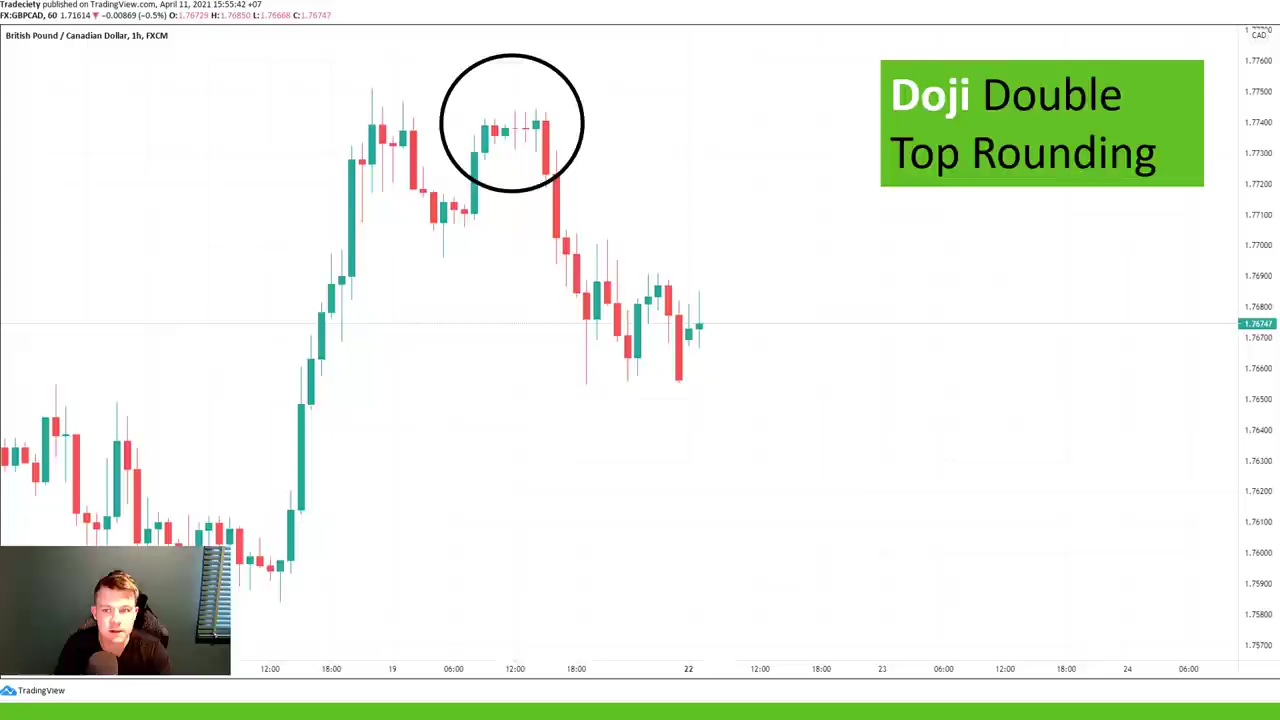 Tradeciety published on TradingView.com, April 11, 2021 15:55:42 +07
FX:GBPCAD, 60 1.71614 ▼ −0.00869 (−0.5%) O:1.76729 H:1.76850 L:1.76668 C:1.76747
British Pound / Canadian Dollar, 1h, FXCM
CAD
1.77600
1.77500
1.77400
1.77300
1.77200
1.77100
1.77000
1.76900
1.76800
1.76747
1.76700
1.76600
1.76500
1.76400
1.76300
1.76200
1.76100
1.76000
1.75900
1.75800
1.75700
Doji Double
Top Rounding
12:00 18:00 19 06:00 12:00 18:00 22 12:00 18:00 23 06:00 12:00 18:00 24 06:00
TradingView